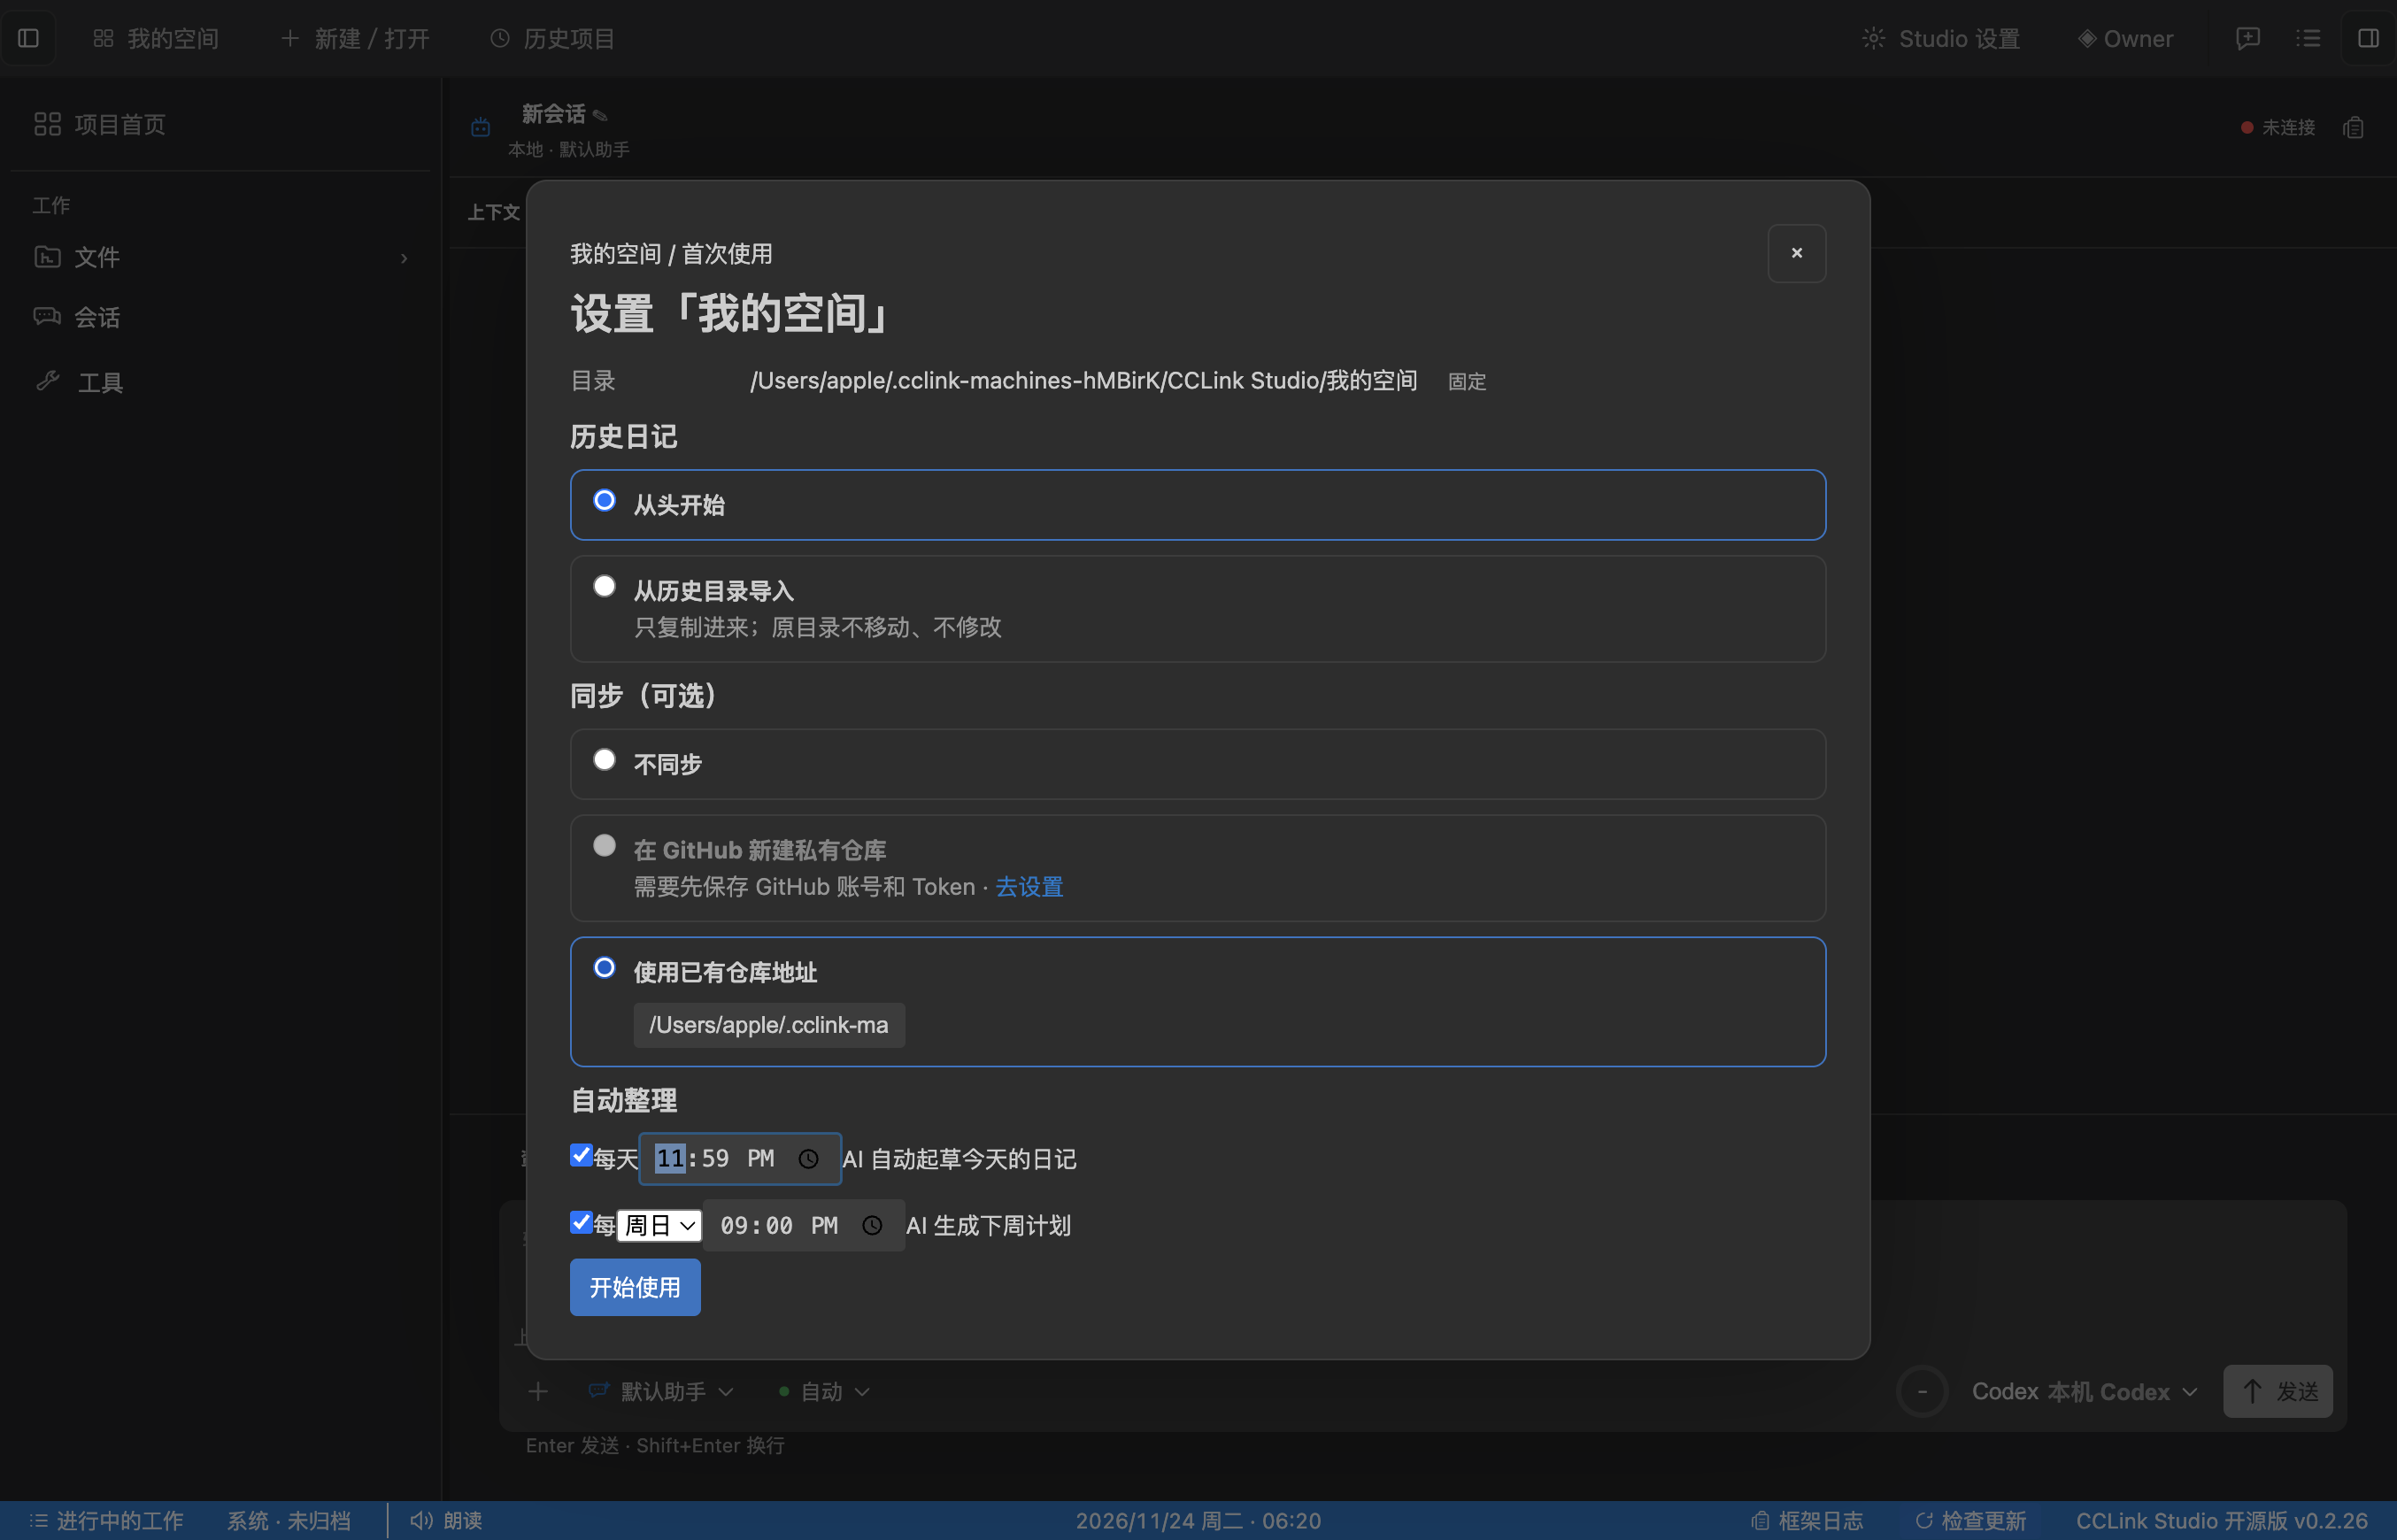 我的空间
新建 / 打开
历史项目
Studio 设置
Owner
项目首页
工作
文件
会话
工具
新会话
本地 · 默认助手
未连接
上下文
我的空间 / 首次使用
×
设置「我的空间」
目录 /Users/apple/.cclink-machines-hMBirK/CCLink Studio/我的空间 固定
历史日记
从头开始
从历史目录导入
只复制进来；原目录不移动、不修改
同步（可选）
不同步
在 GitHub 新建私有仓库
需要先保存 GitHub 账号和 Token · 去设置
使用已有仓库地址
/Users/apple/.cclink-ma
自动整理
每天 11:59 PM AI 自动起草今天的日记
每 周日 09:00 PM AI 生成下周计划
开始使用
默认助手
自动
-
Codex 本机 Codex
发送
Enter 发送 · Shift+Enter 换行
进行中的工作
系统 · 未归档
朗读
2026/11/24 周二 · 06:20
框架日志
检查更新
CCLink Studio 开源版 v0.2.26